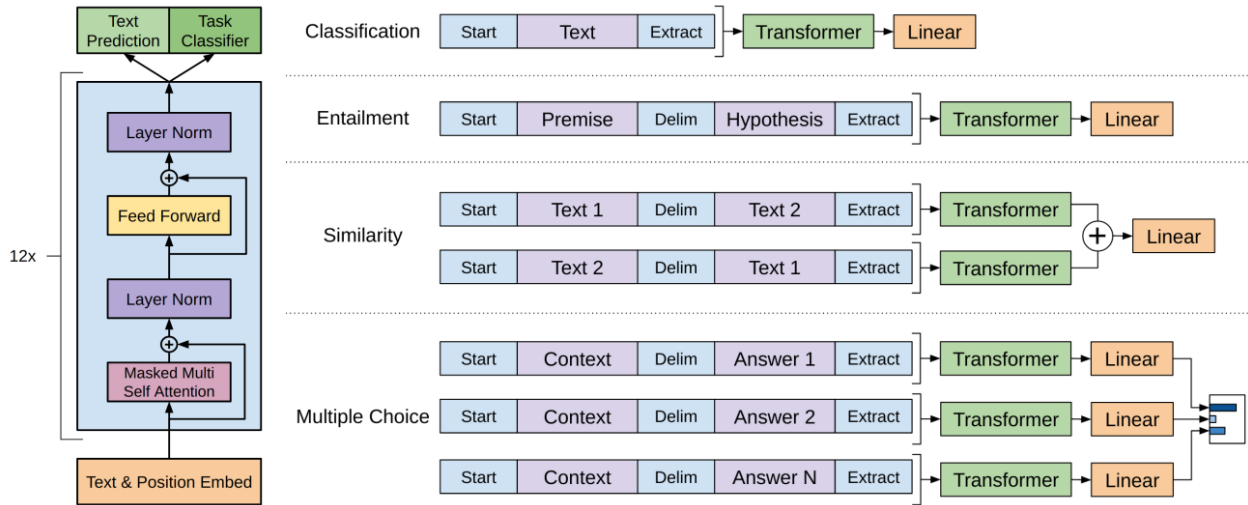 Text
Prediction
Task
Classifier
Layer Norm
+
Feed Forward
12x
Layer Norm
+
Masked Multi
Self Attention
Text & Position Embed
Classification
Start Text Extract Transformer Linear
Entailment
Start Premise Delim Hypothesis Extract Transformer Linear
Similarity
Start Text 1 Delim Text 2 Extract Transformer
+ Linear
Start Text 2 Delim Text 1 Extract Transformer
Multiple Choice
Start Context Delim Answer 1 Extract Transformer Linear
Start Context Delim Answer 2 Extract Transformer Linear
Start Context Delim Answer N Extract Transformer Linear